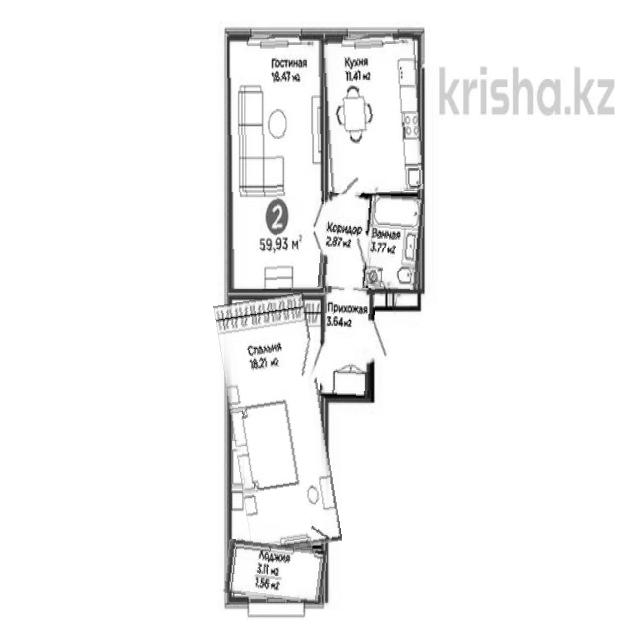 Гостиная
18.47 м2
Кухня
11.41 м2
krisha.kz
2
59,93 м²
Коридор
2.87 м2
Ванная
3.77 м2
Прихожая
3.64 м2
Спальня
18.21 м2
Лоджия
3.11 м2
1.56 м2